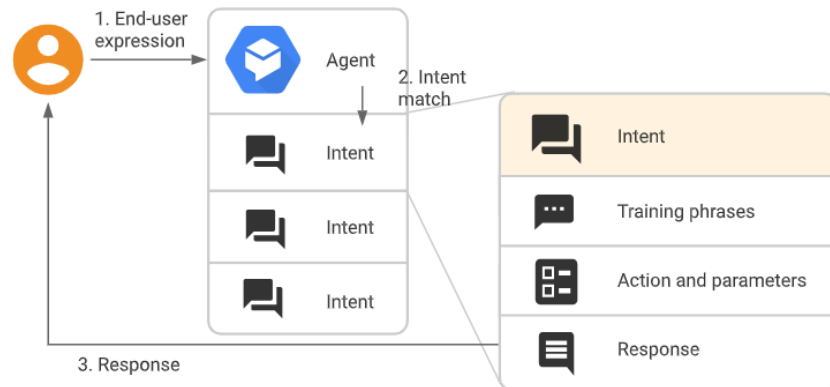 1. End-user
expression
Agent
2. Intent
match
Intent
Intent
Intent
Intent
Training phrases
Action and parameters
Response
3. Response